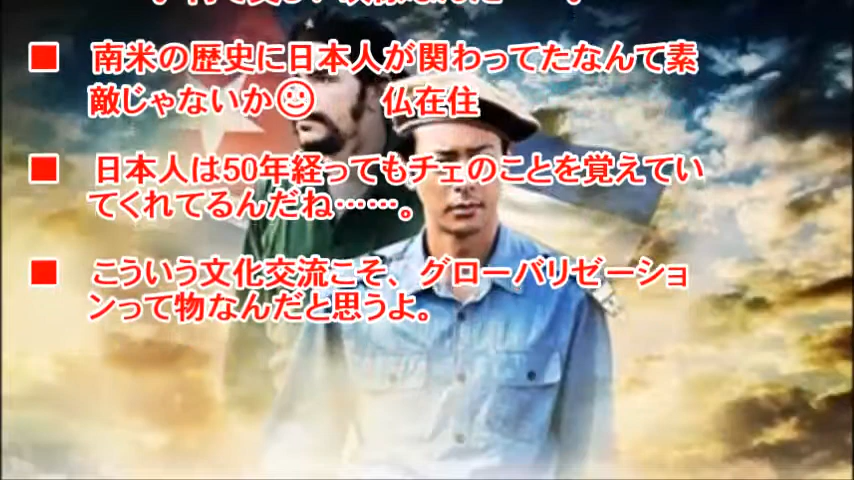 ■ 南米の歴史に日本人が関わってたなんて素
敵じゃないか☺ 仏在住
■ 日本人は50年経ってもチェのことを覚えてい
てくれてるんだね……。
■ こういう文化交流こそ、グローバリゼーショ
ンって物なんだと思うよ。